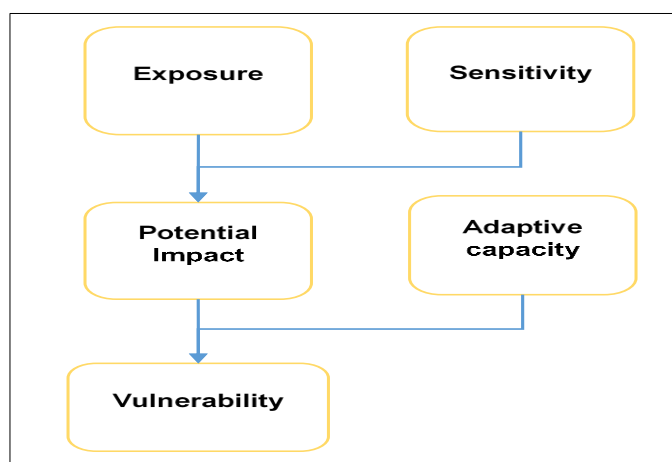 Exposure
Sensitivity
Potential
Impact
Adaptive
capacity
Vulnerability